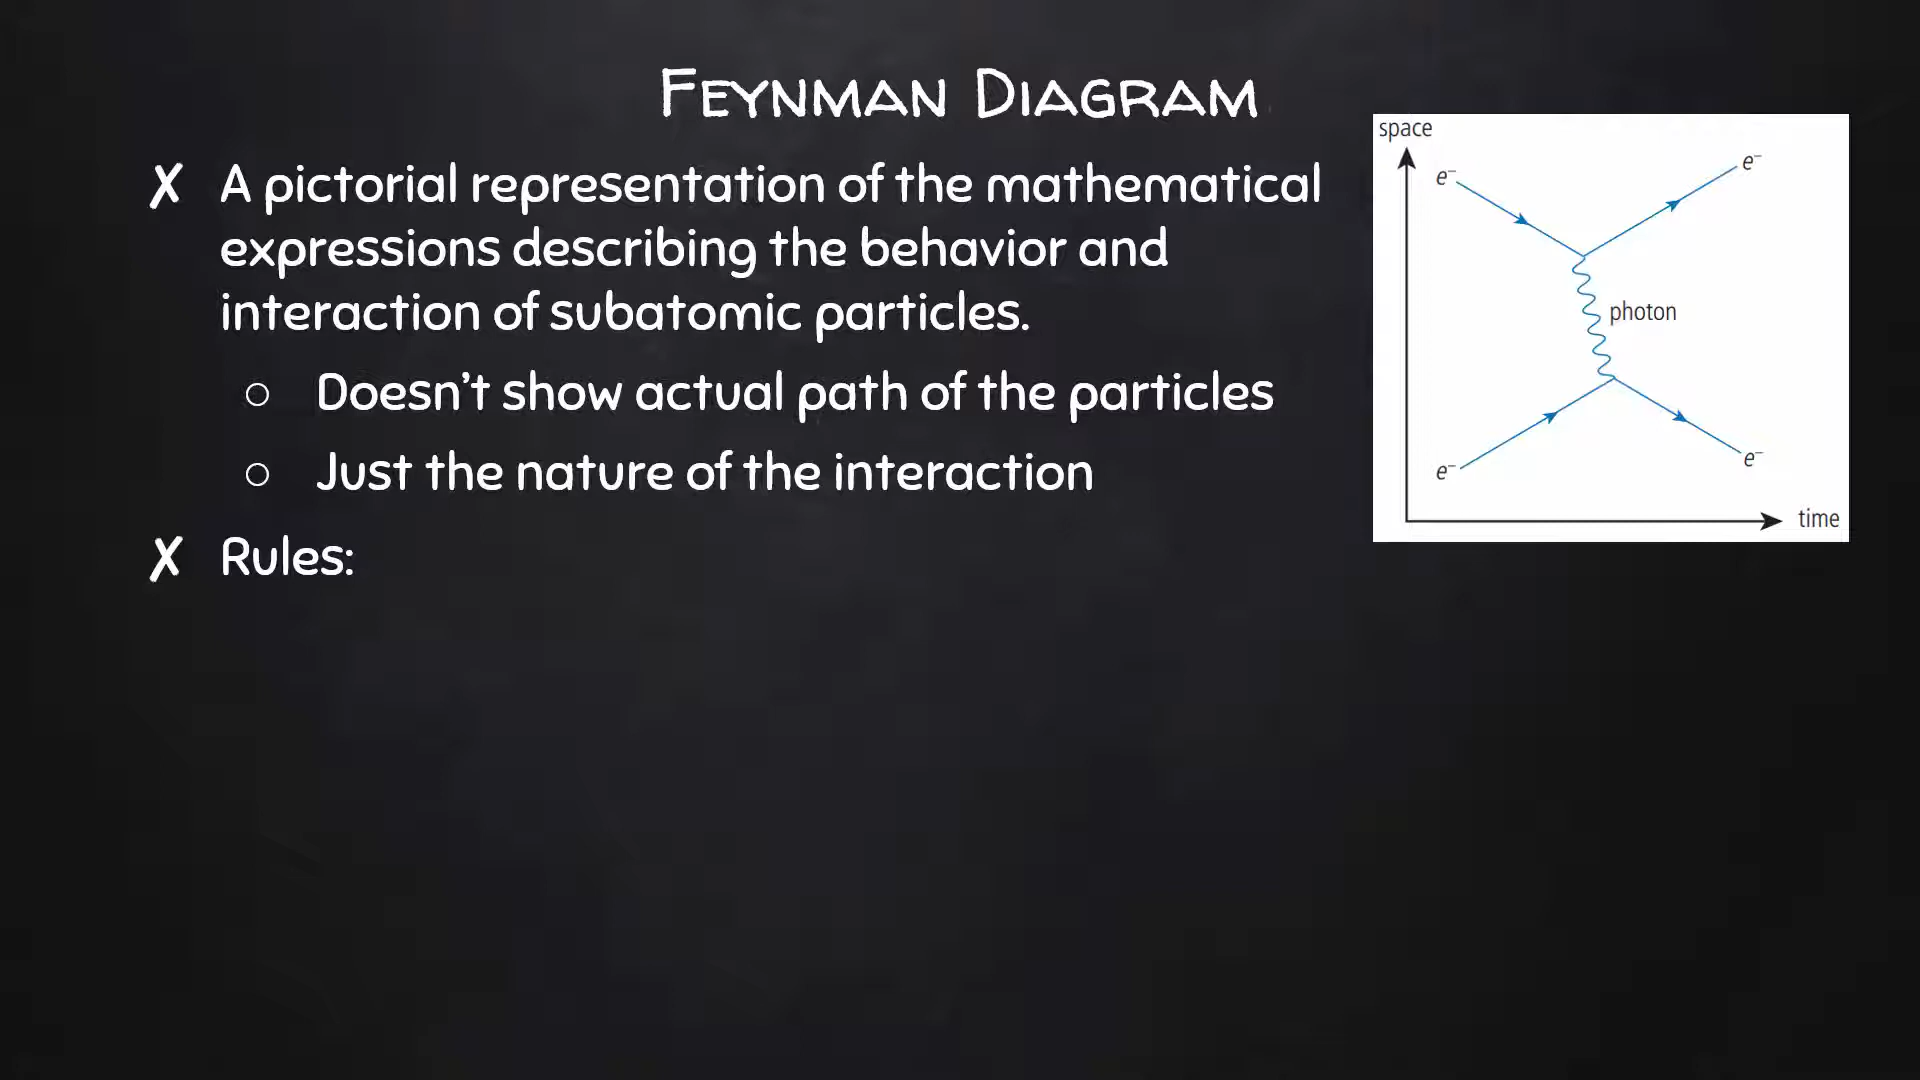 Feynman Diagram
✗ A pictorial representation of the mathematical
expressions describing the behavior and
interaction of subatomic particles.
○ Doesn’t show actual path of the particles
○ Just the nature of the interaction
✗ Rules:
space
e⁻
e⁻
photon
e⁻
e⁻
time